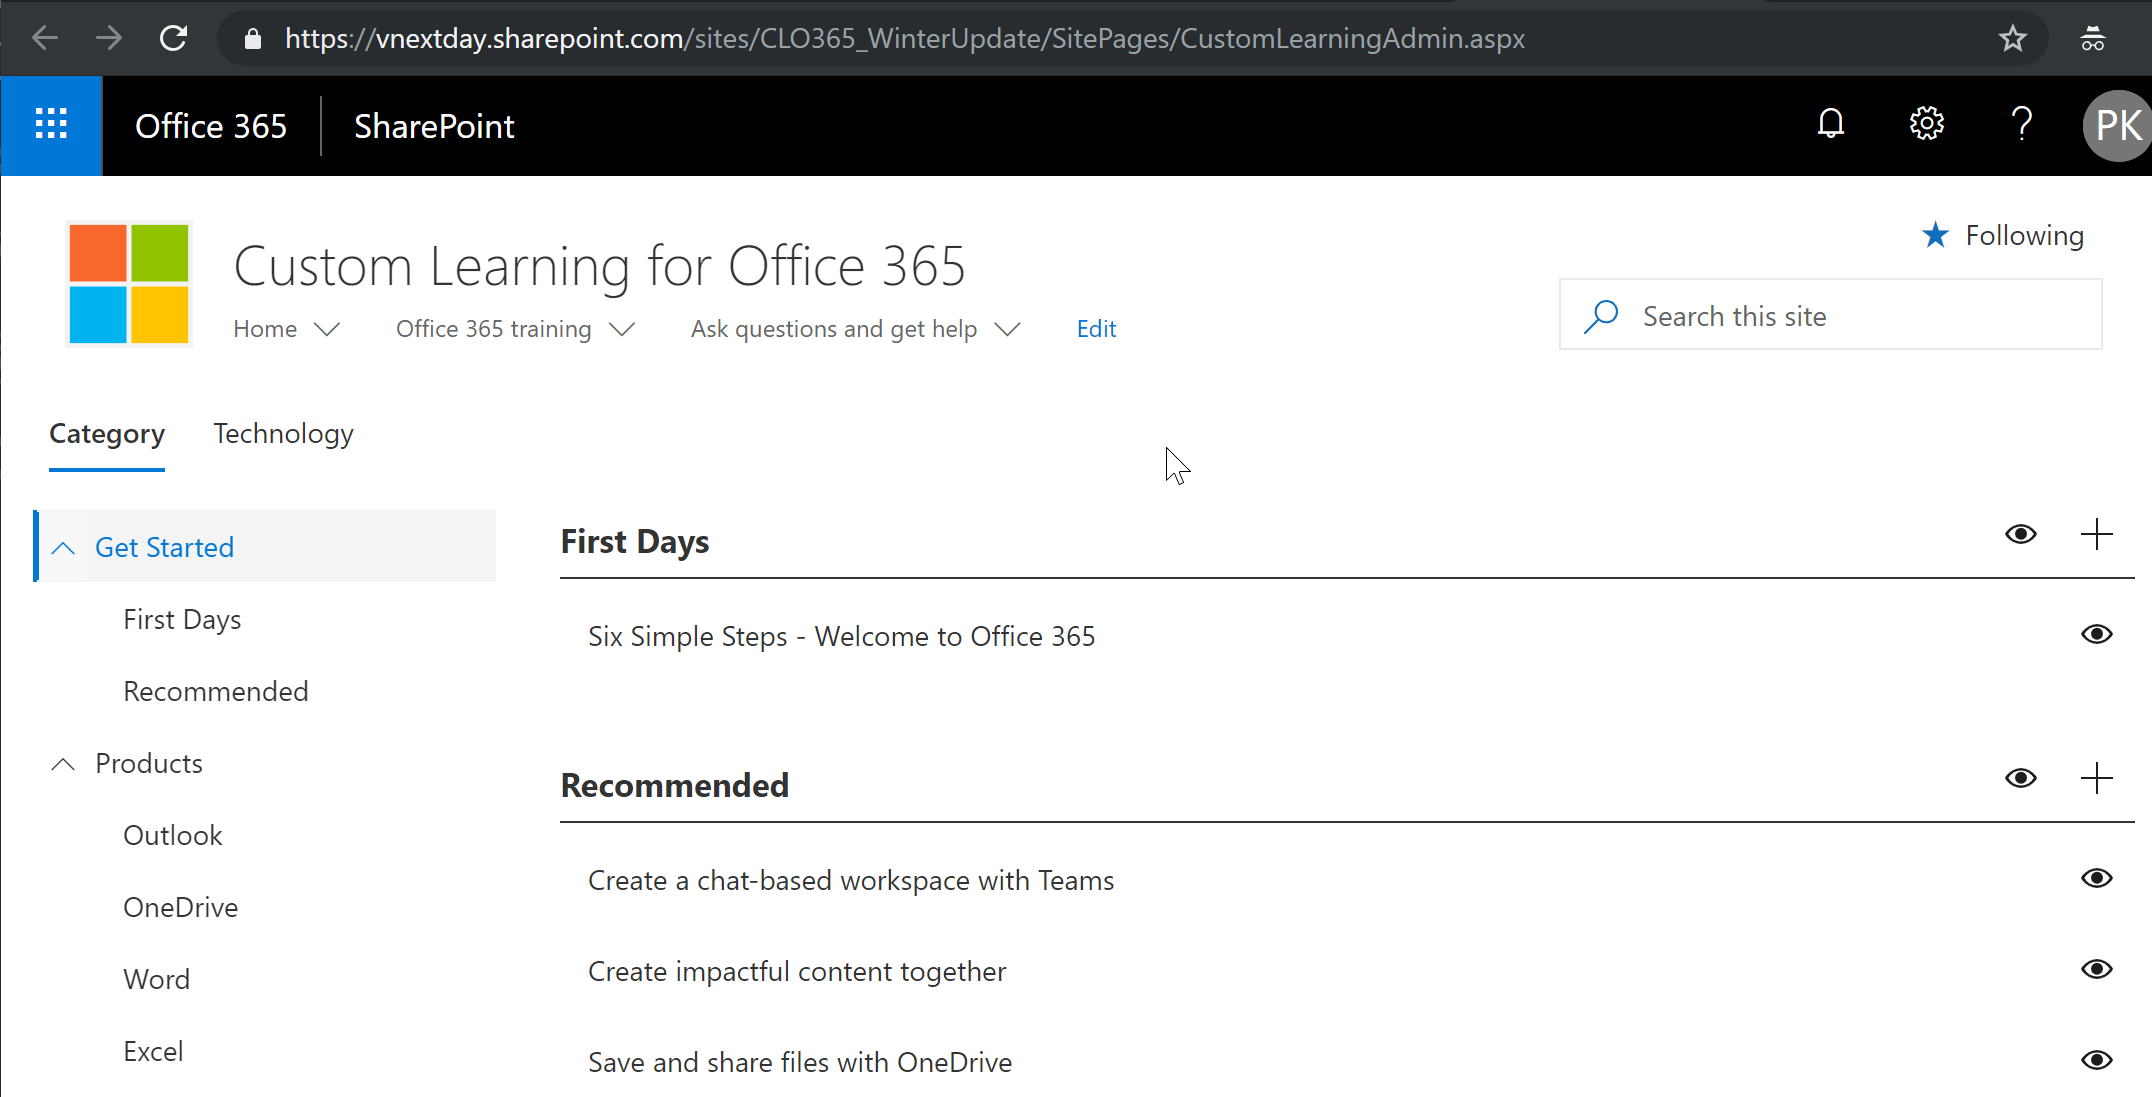 https://vnextday.sharepoint.com/sites/CLO365_WinterUpdate/SitePages/CustomLearningAdmin.aspx
Office 365 SharePoint PK
Following
Custom Learning for Office 365
Search this site
Home Office 365 training Ask questions and get help Edit
Category Technology
Get Started
First Days
Recommended
Products
Outlook
OneDrive
Word
Excel
First Days
Six Simple Steps - Welcome to Office 365
Recommended
Create a chat-based workspace with Teams
Create impactful content together
Save and share files with OneDrive